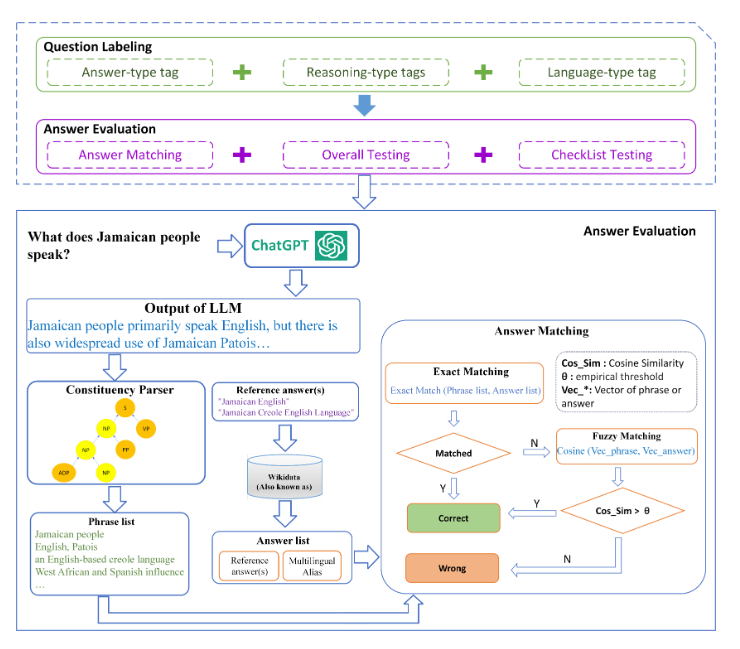 Question Labeling
Answer-type tag
Reasoning-type tags
Language-type tag
Answer Evaluation
Answer Matching
Overall Testing
CheckList Testing
What does Jamaican people
speak?
ChatGPT
Answer Evaluation
Output of LLM
Jamaican people primarily speak English, but there is
also widespread use of Jamaican Patois…
Constituency Parser
S
NP
VP
NP
PP
ADP
NP
Phrase list
Jamaican people
English, Patois
an English-based creole language
West African and Spanish influence
…
Reference answer(s)
"Jamaican English"
"Jamaican Creole English Language"
Wikidata
(Also known as)
Answer list
Reference
answer(s)
Multilingual
Alias
Answer Matching
Exact Matching
Exact Match (Phrase list, Answer list)
Cos_Sim : Cosine Similarity
θ : empirical threshold
Vec_*: Vector of phrase or
answer
Matched
N
Fuzzy Matching
Cosine (Vec_phrase, Vec_answer)
Y
Y
Cos_Sim > θ
Correct
N
Wrong